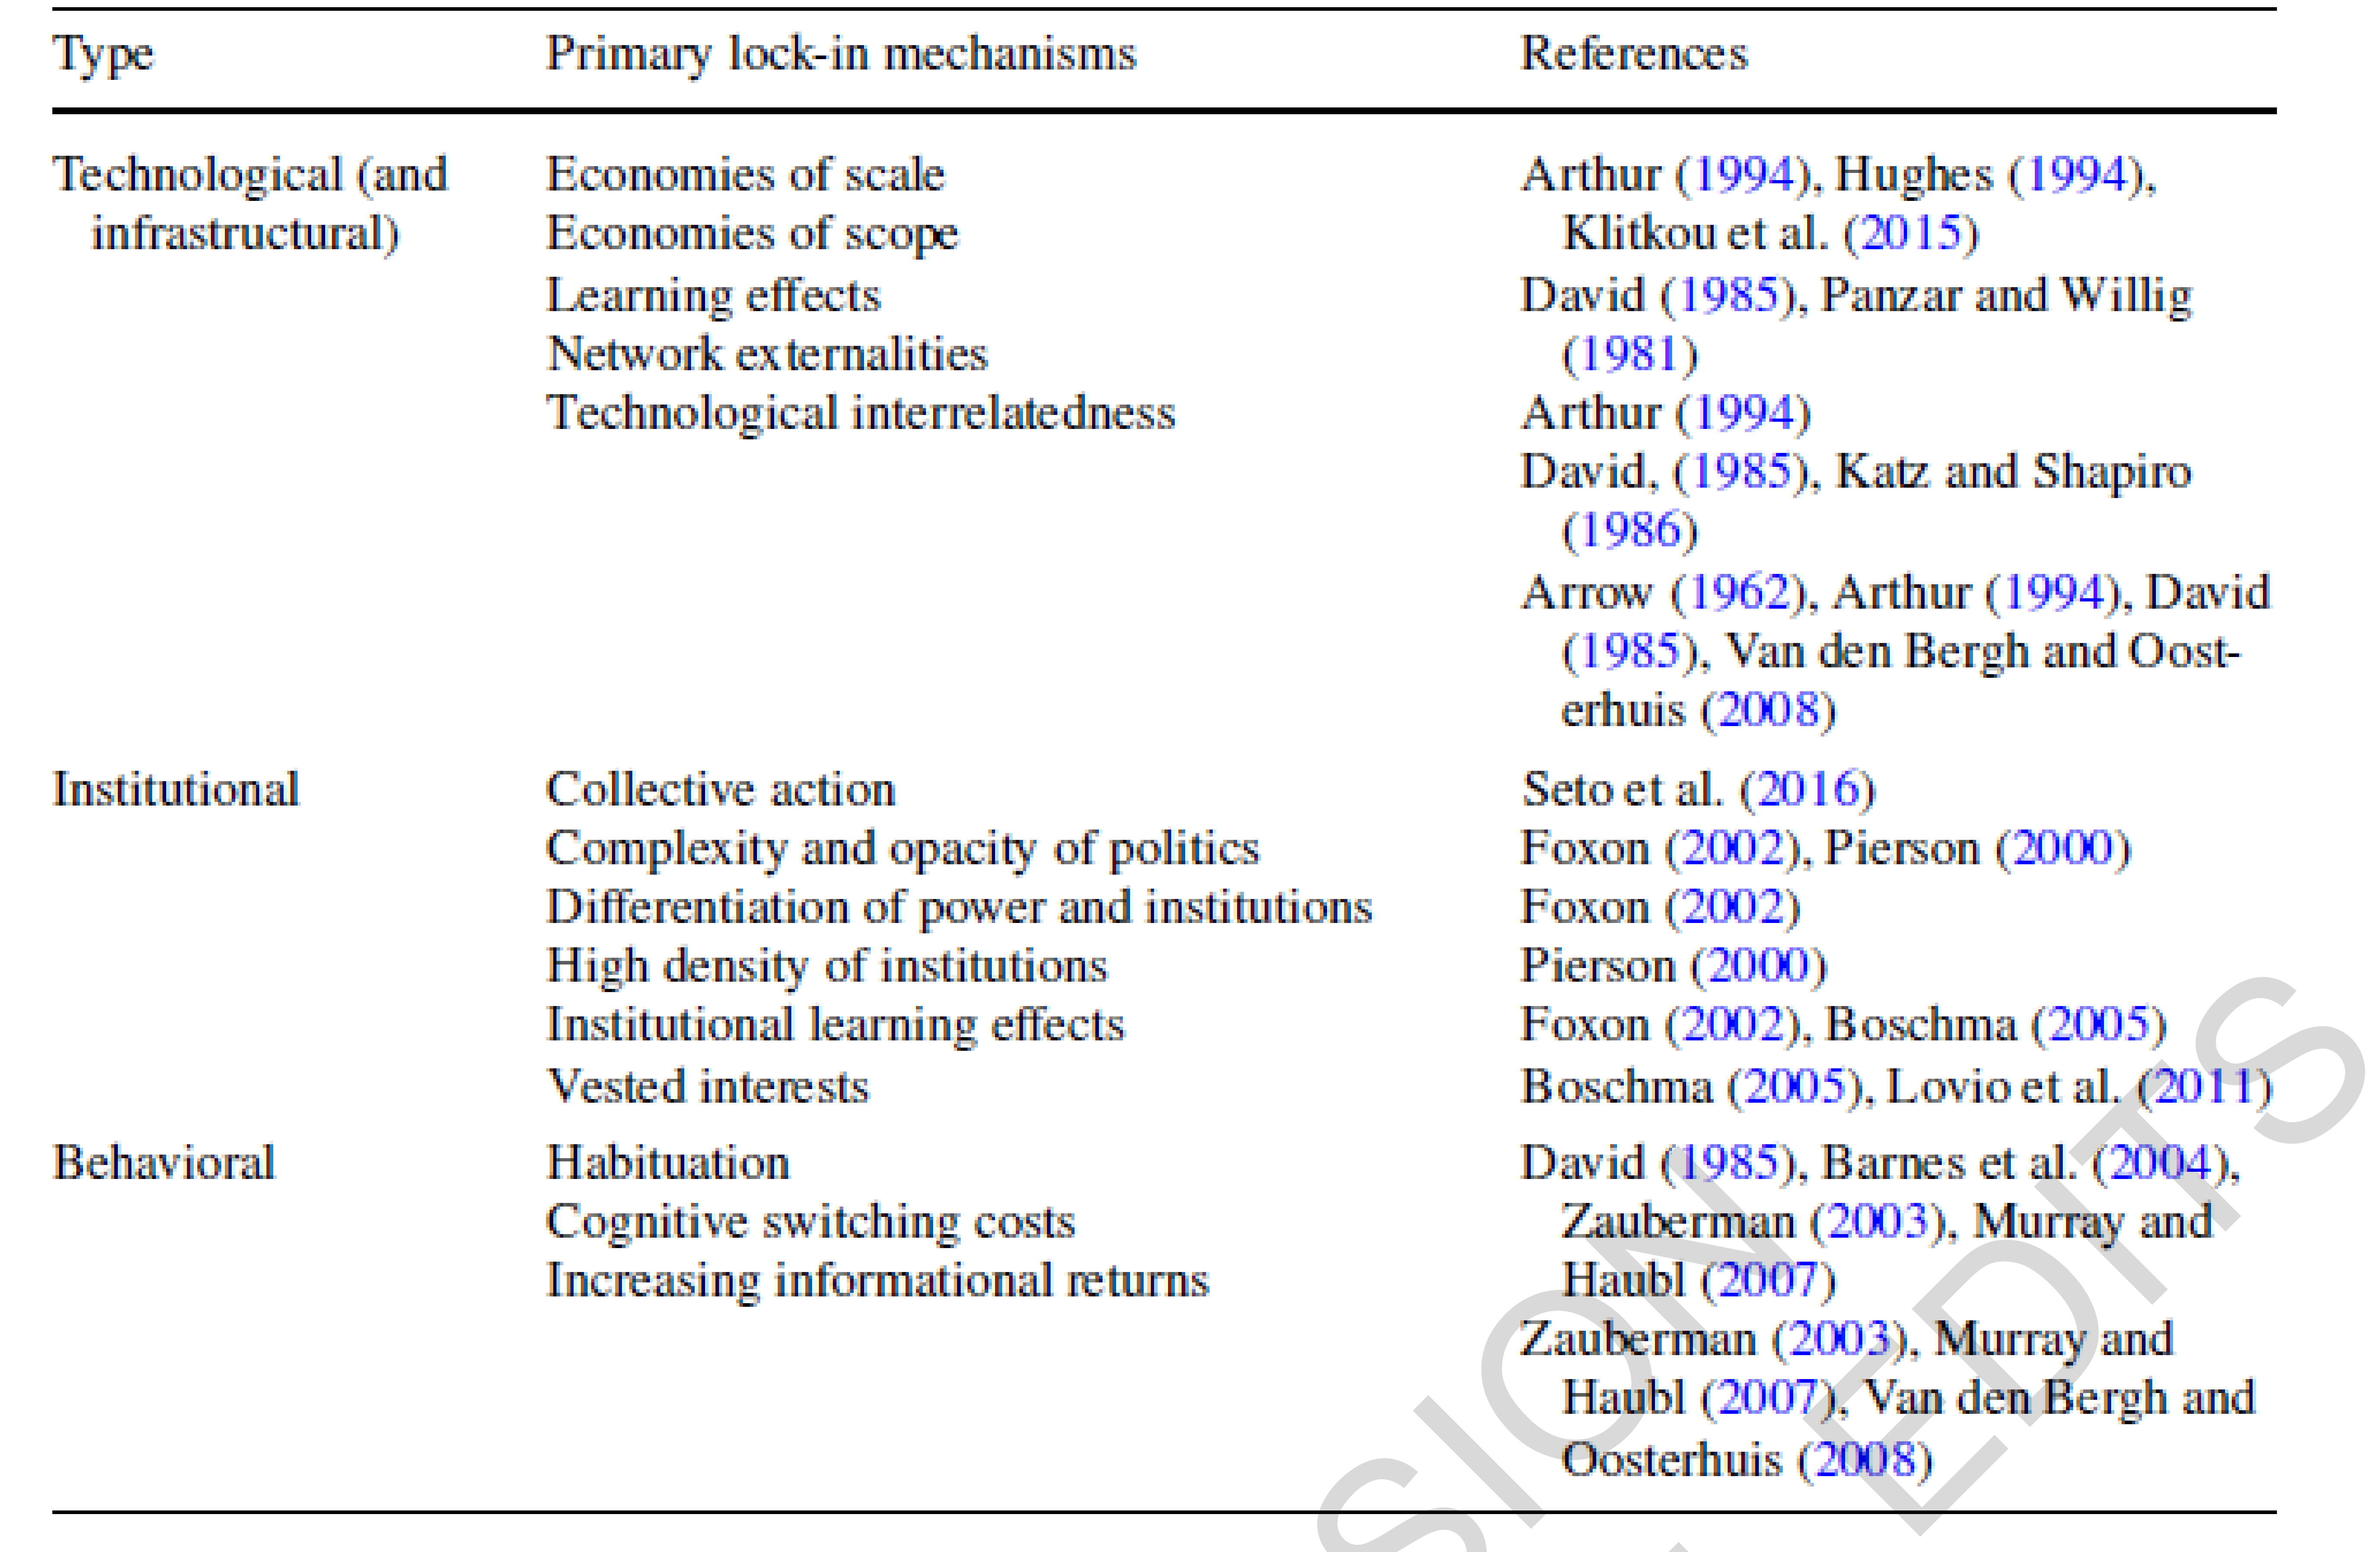 Type Primary lock-in mechanisms References
Technological (and Economies of scale Arthur (1994), Hughes (1994),
infrastructural) Economies of scope Klitkou et al. (2015)
Learning effects David (1985), Panzar and Willig
Network externalities (1981)
Technological interrelatedness Arthur (1994)
David, (1985), Katz and Shapiro
(1986)
Arrow (1962), Arthur (1994), David
(1985), Van den Bergh and Oost-
erhuis (2008)
Institutional Collective action Seto et al. (2016)
Complexity and opacity of politics Foxon (2002), Pierson (2000)
Differentiation of power and institutions Foxon (2002)
High density of institutions Pierson (2000)
Institutional learning effects Foxon (2002), Boschma (2005)
Vested interests Boschma (2005), Lovio et al. (2011)
Behavioral Habituation David (1985), Barnes et al. (2004),
Cognitive switching costs Zauberman (2003), Murray and
Increasing informational returns Haubl (2007)
Zauberman (2003), Murray and
Haubl (2007), Van den Bergh and
Oosterhuis (2008)
SION
EDITS